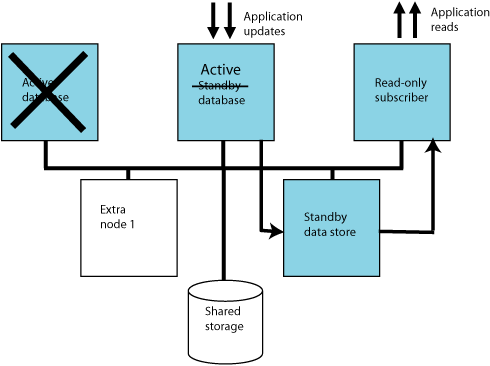 Application
updates
Application
reads
Active
database
Active
Standby
database
Read-only
subscriber
Extra
node 1
Standby
data store
Shared
storage